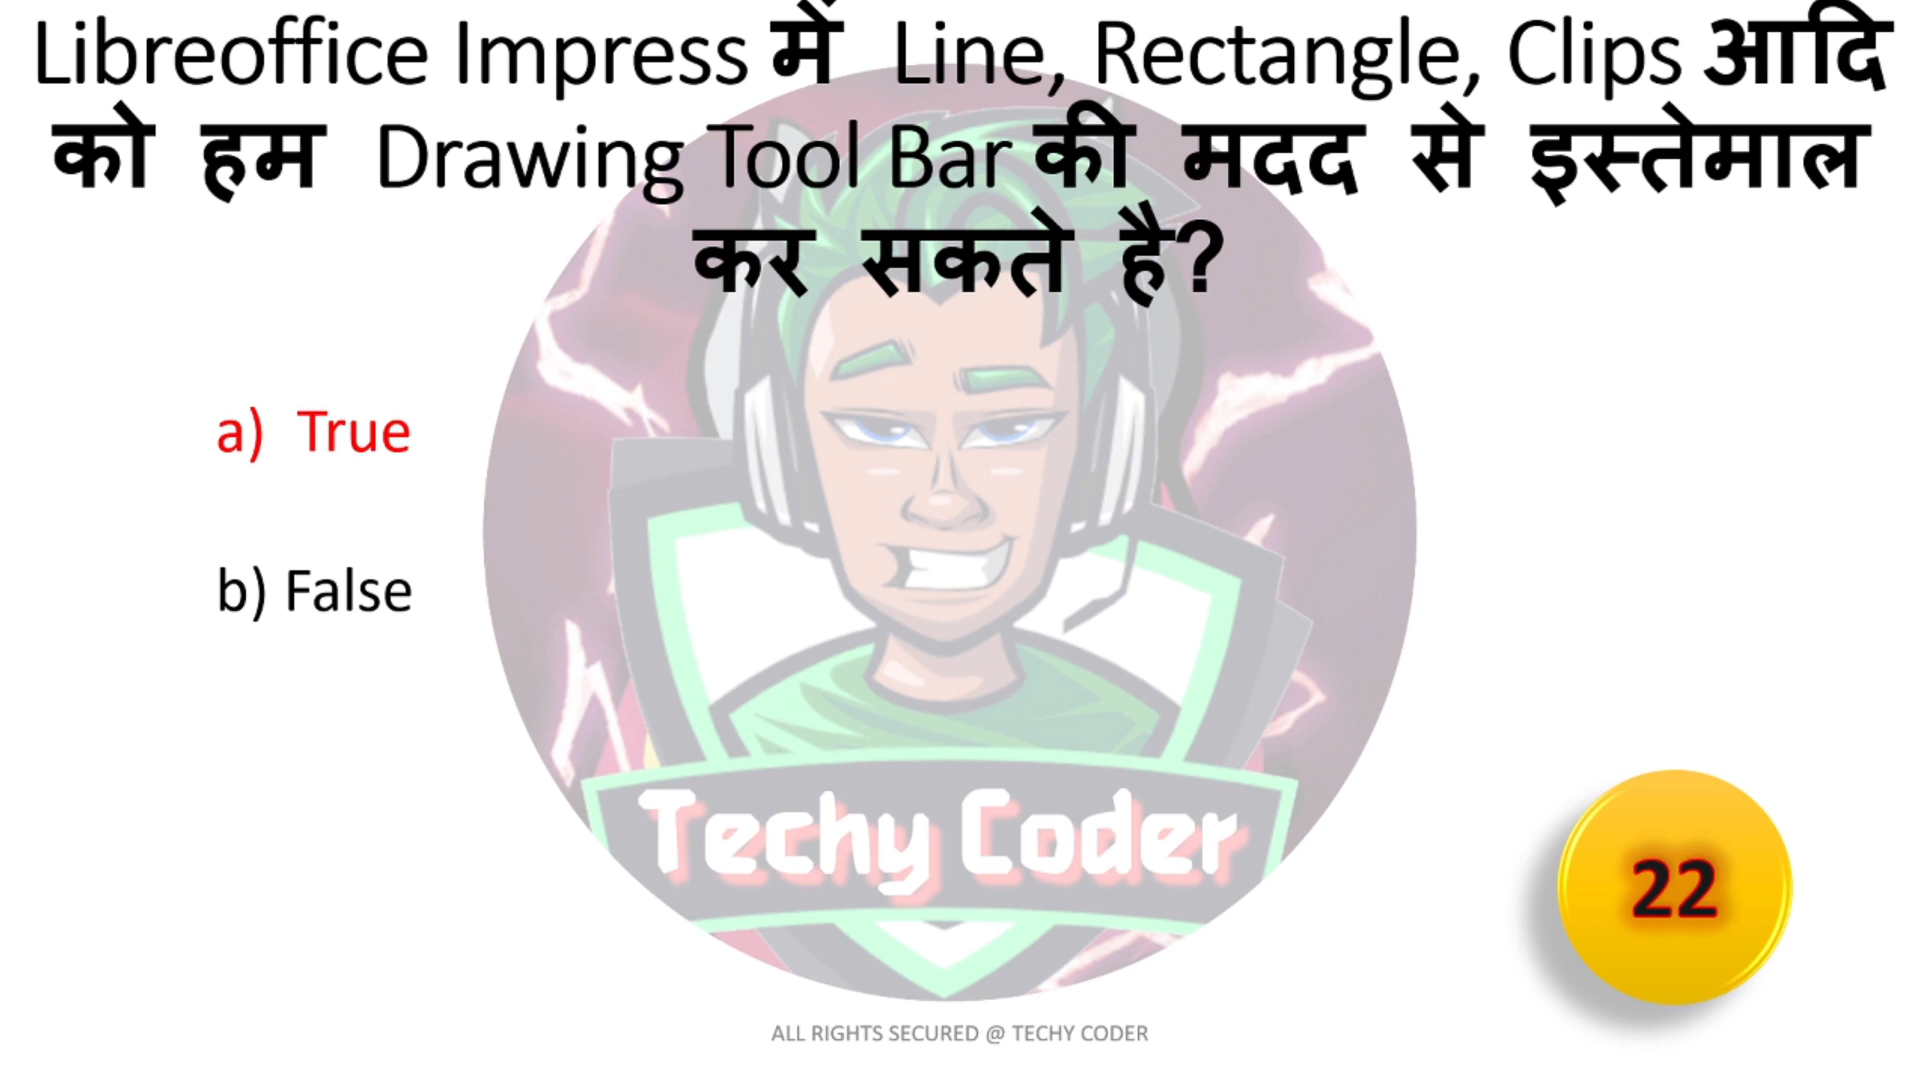 Libreoffice Impress में Line, Rectangle, Clips आदि
को हम Drawing Tool Bar की मदद से इस्तेमाल
कर सकते है?
a) True
b) False
Techy Coder
22
ALL RIGHTS SECURED @ TECHY CODER